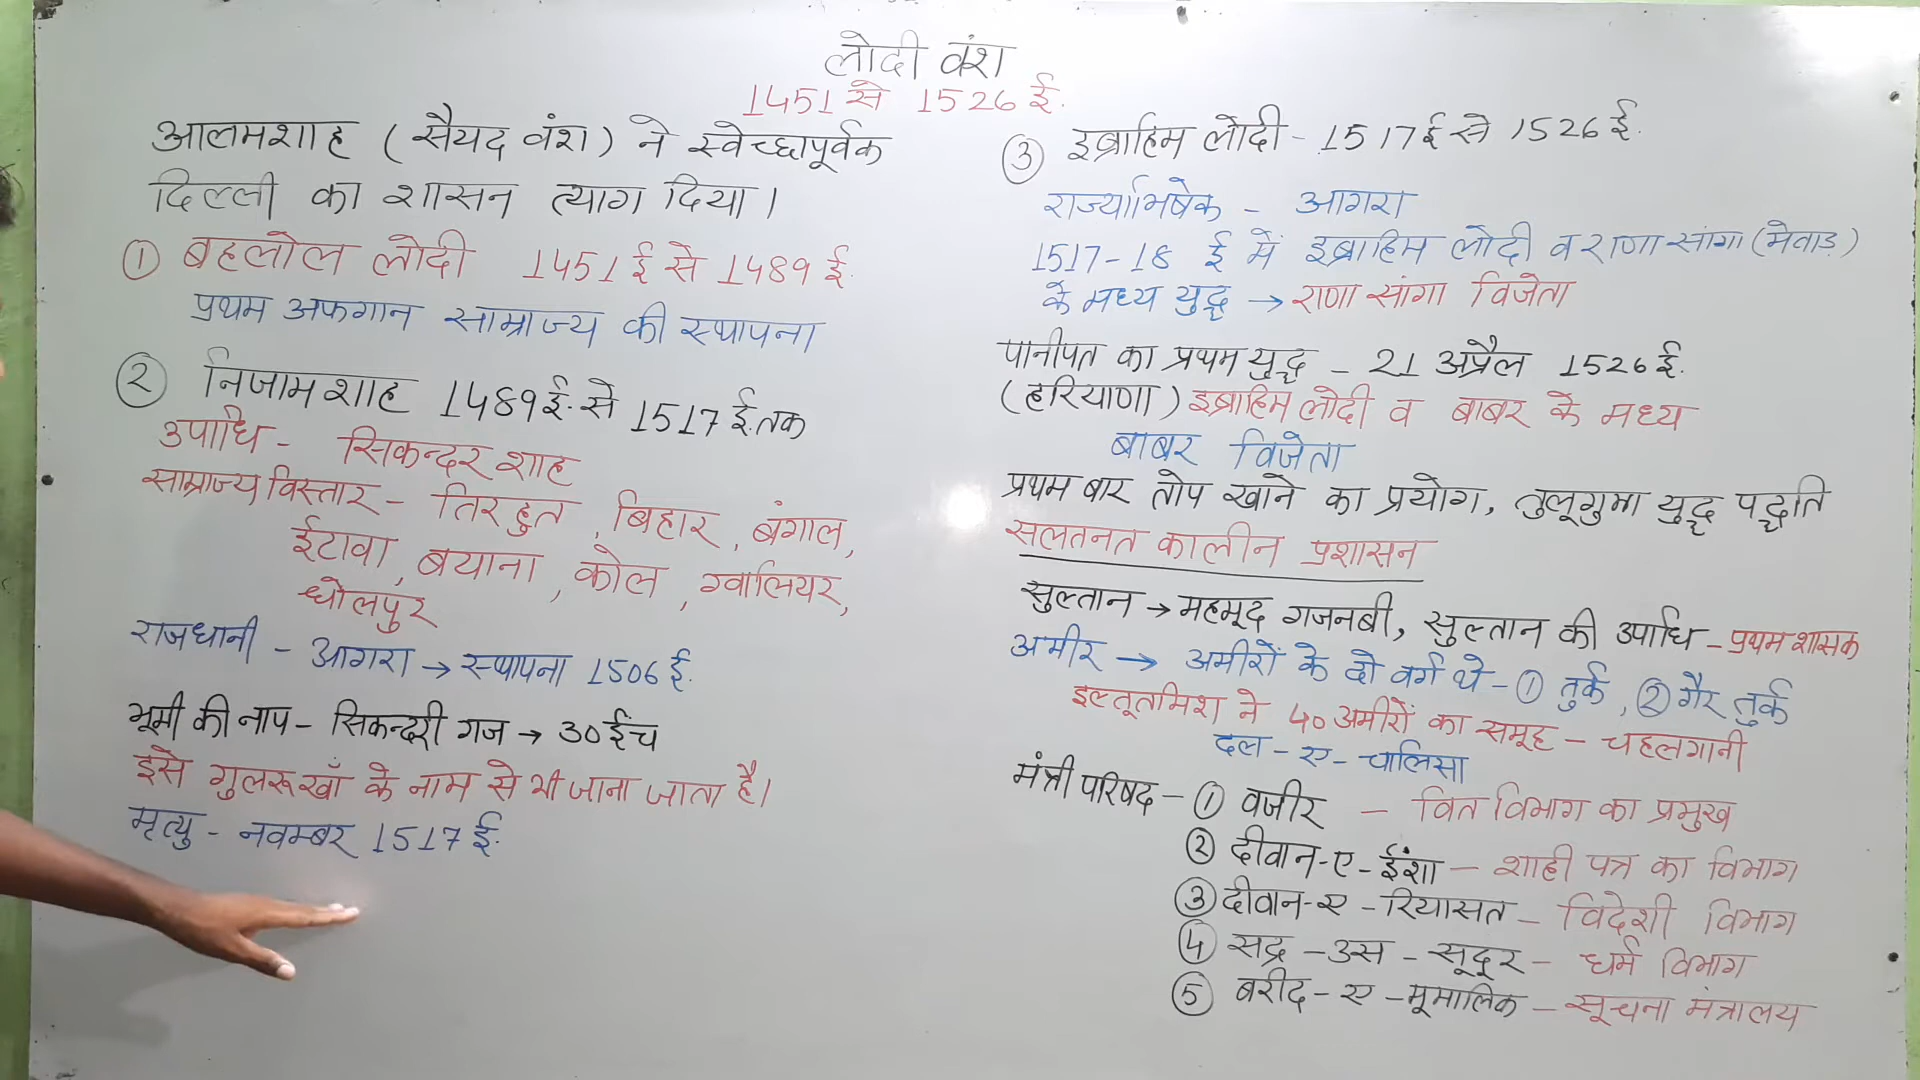 लोदी वंश
1451 से 1526 ई.
आलमशाह (सैयद वंश) ने स्वेच्छापूर्वक
दिल्ली का शासन त्याग दिया।
① बहलोल लोदी 1451 ई से 1489 ई.
प्रथम अफगान साम्राज्य की स्थापना
② निजाम शाह 1489 ई. से 1517 ई. तक
उपाधि - सिकन्दर शाह
साम्राज्य विस्तार - तिरहुत, बिहार, बंगाल,
ईटावा, बयाना, कोल, ग्वालियर,
धोलपुर
राजधानी - आगरा → स्थापना 1506 ई.
भूमी की नाप - सिकन्दरी गज → 30 ईंच
इसे गुलरूखाँ के नाम से भी जाना जाता है।
मृत्यु - नवम्बर 1517 ई.
③ इब्राहिम लोदी - 1517 ई से 1526 ई.
राज्याभिषेक - आगरा
1517-18 ई में इब्राहिम लोदी व राणा सांगा (मेवाड़)
के मध्य युद्ध → राणा सांगा विजेता
पानीपत का प्रथम युद्ध - 21 अप्रैल 1526 ई.
(हरियाणा) इब्राहिम लोदी व बाबर के मध्य
बाबर विजेता
प्रथम बार तोप खाने का प्रयोग, तुलूगुमा युद्ध पद्धति
सलतनत कालीन प्रशासन
सुल्तान → महमूद गजनबी, सुल्तान की उपाधि - प्रथम शासक
अमीर → अमीरों के दो वर्ग थे - ① तुर्क, ② गैर तुर्क
इल्तूतमिश ने 40 अमीरों का समूह - चहलगानी
दल - ए - चालिसा
मंत्री परिषद - ① वजीर - वित विभाग का प्रमुख
② दीवान-ए-ईंशा - शाही पत्र का विभाग
③ दीवान-ए-रियासत - विदेशी विभाग
④ सद्र-उस-सूदूर - धर्म विभाग
⑤ बरीद-ए-मूमालिक - सूचना मंत्रालय